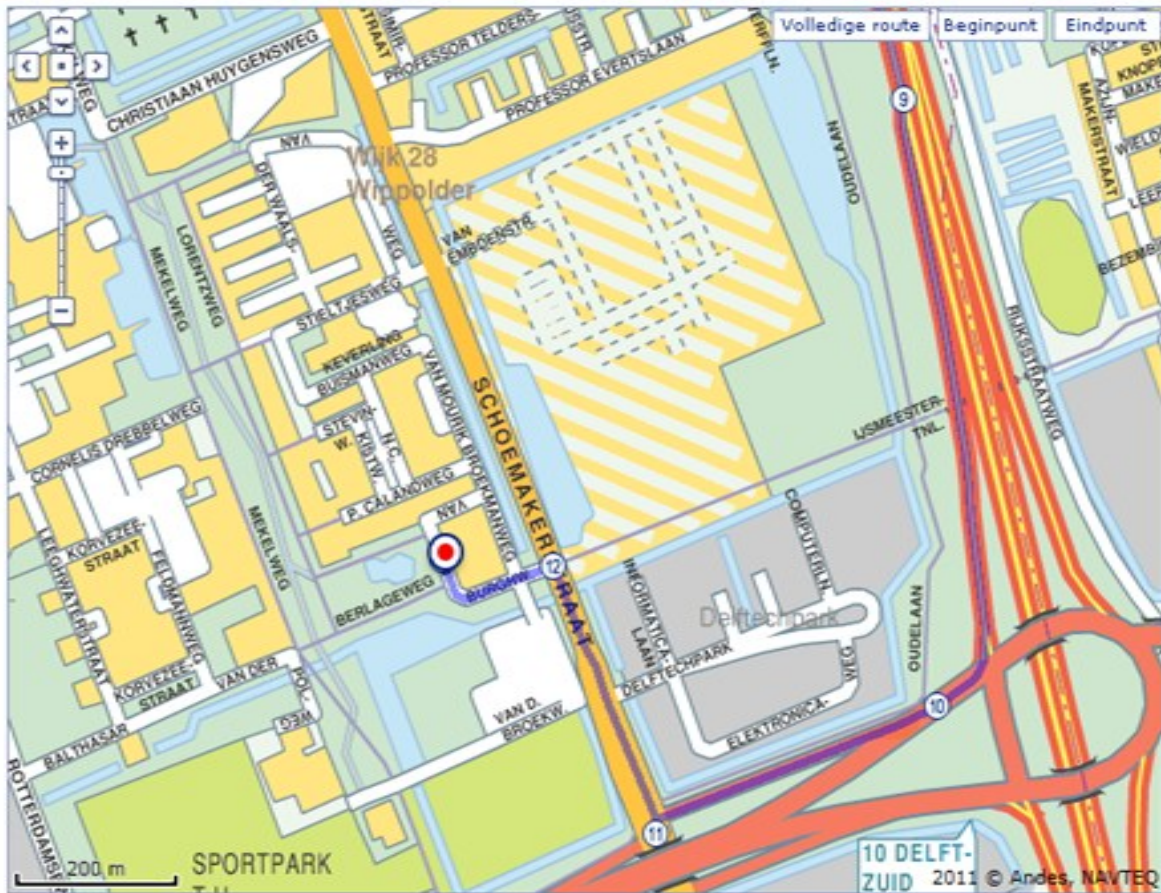 Volledige route
Beginpunt
Eindpunt
PROFESSOR TELDERS-
PROFESSOR EVERTSLAAN
CHRISTIAAN HUYGENSWEG
Wijk 28
Wippolder
VAN
DER WAALS-
WEG
VAN
EMBDENSTR.
OUDELAAN
9
MAKERSTRAAT
RIJKSSTRAATWEG
MEKELWEG
LORENTZWEG
STIELTJESWEG
KEVERLING
BUISMANWEG
VAN MOURIK BROEKMANWEG
STEVIN-
W.
H.C.
KISTW.
CORNELIS DREBBELWEG
P. CALANDWEG
SCHOEMAKERSTRAAT
IJSMEESTER-
TNL.
COMPUTERLN.
VAN
BURGHW.
12
BERLAGEWEG
KORVEZEE-
STRAAT
FELDMANNWEG
LEEGHWATERSTRAAT
MEKELWEG
INFORMATICA-
LAAN
Delftechpark
DELFTECHPARK
ELEKTRONICA-
WEG
OUDELAAN
10
KORVEZEE-
STRAAT
BALTHASAR
VAN DER
POL-
WEG
VAN D.
BROEKW.
11
200 m
SPORTPARK
10 DELFT-
ZUID
2011 © Andes, NAVTEQ